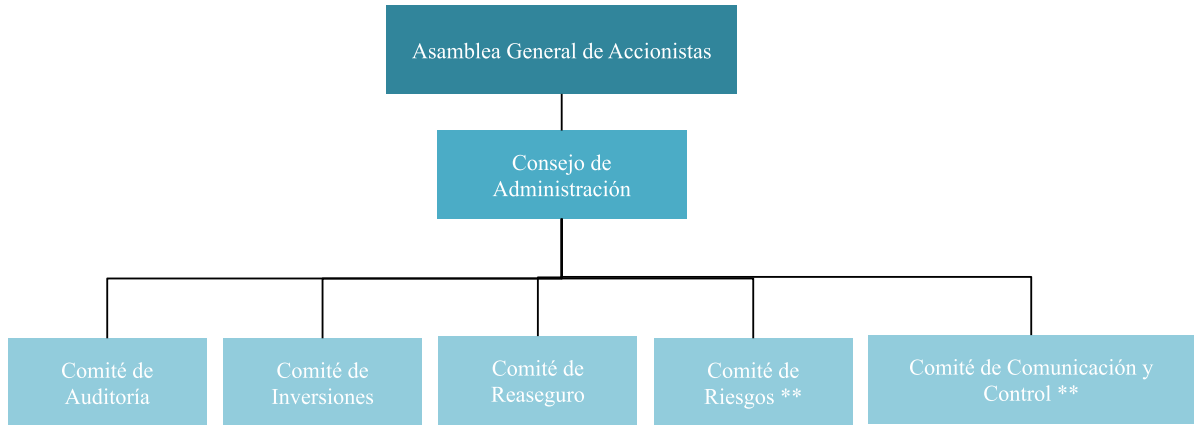 Asamblea General de Accionistas
Consejo de
Administración
Comité de
Auditoría
Comité de
Inversiones
Comité de
Reaseguro
Comité de
Riesgos **
Comité de Comunicación y
Control **